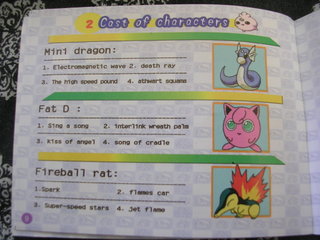 2 Cast of characters
Mini dragon:
1. Electromagnetic wave 2. death ray
3. The high speed pound 4. athwart squama
Fat D :
1. Sing a song 2. interlink wreath palm
3. kiss of angel 4. song of cradle
Fireball rat:
1.Spark 2. flames car
3. Super-speed stars 4. jet flame